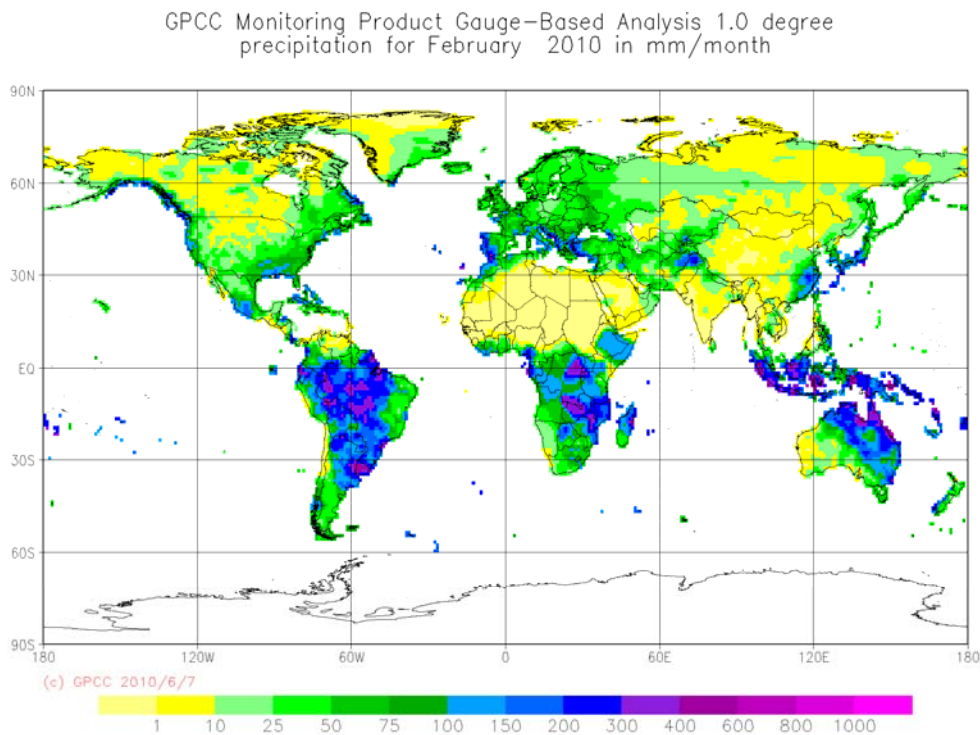 GPCC Monitoring Product Gauge-Based Analysis 1.0 degree
precipitation for February 2010 in mm/month
90N
60N
30N
EQ
30S
60S
90S
180 120W 60W 0 60E 120E 180
(c) GPCC 2010/6/7
1 10 25 50 75 100 150 200 300 400 600 800 1000